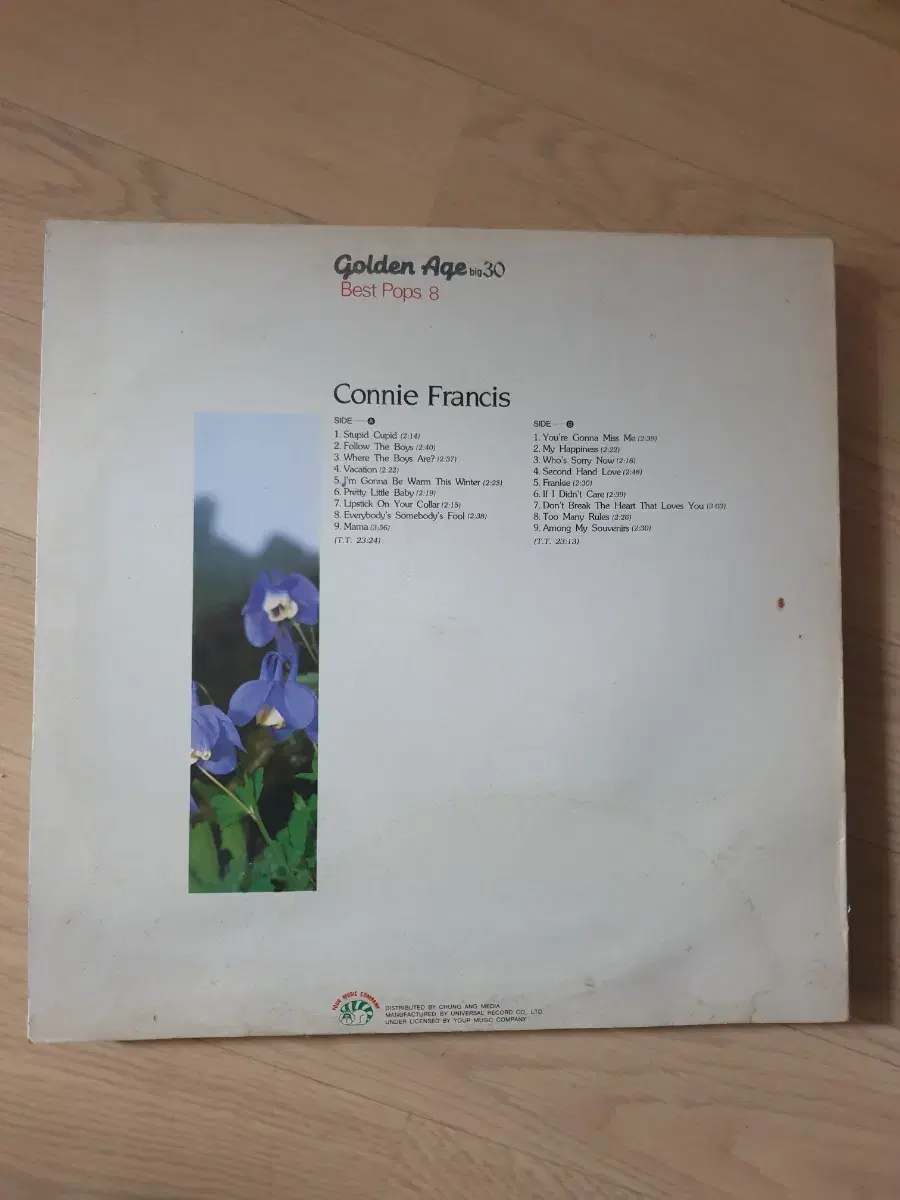 Golden Age big 30
Best Pops 8
Connie Francis
SIDE A
1. Stupid Cupid (2:14)
2. Follow The Boys (2:40)
3. Where The Boys Are? (2:37)
4. Vacation (2:22)
5. I'm Gonna Be Warm This Winter (2:23)
6. Pretty Little Baby (2:19)
7. Lipstick On Your Collar (2:15)
8. Everybody's Somebody's Fool (2:38)
9. Mama (3:56)
(T.T. 23:24)
SIDE B
1. You're Gonna Miss Me (2:39)
2. My Happiness (2:22)
3. Who's Sorry Now (2:16)
4. Second Hand Love (2:48)
5. Frankie (2:30)
6. If I Didn't Care (2:39)
7. Don't Break The Heart That Loves You (3:03)
8. Too Many Rules (2:26)
9. Among My Souvenirs (2:30)
(T.T. 23:13)
YOUR MUSIC COMPANY
DISTRIBUTED BY CHUNG ANG MEDIA
MANUFACTURED BY UNIVERSAL RECORD CO., LTD.
UNDER LICENSED BY YOUR MUSIC COMPANY